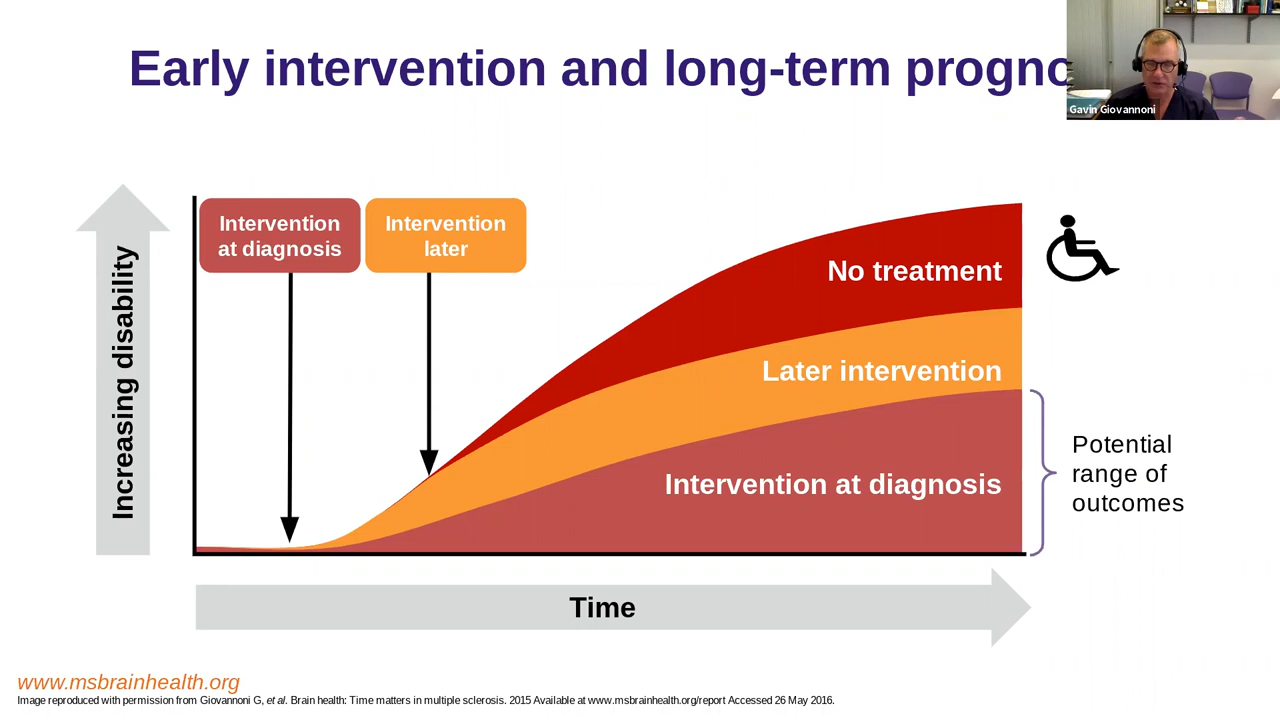 Early intervention and long-term progno
Gavin Giovannoni
Intervention
at diagnosis
Intervention
later
Increasing disability
No treatment
Later intervention
Intervention at diagnosis
Potential
range of
outcomes
Time
www.msbrainhealth.org
Image reproduced with permission from Giovannoni G, et al. Brain health: Time matters in multiple sclerosis. 2015 Available at www.msbrainhealth.org/report Accessed 26 May 2016.